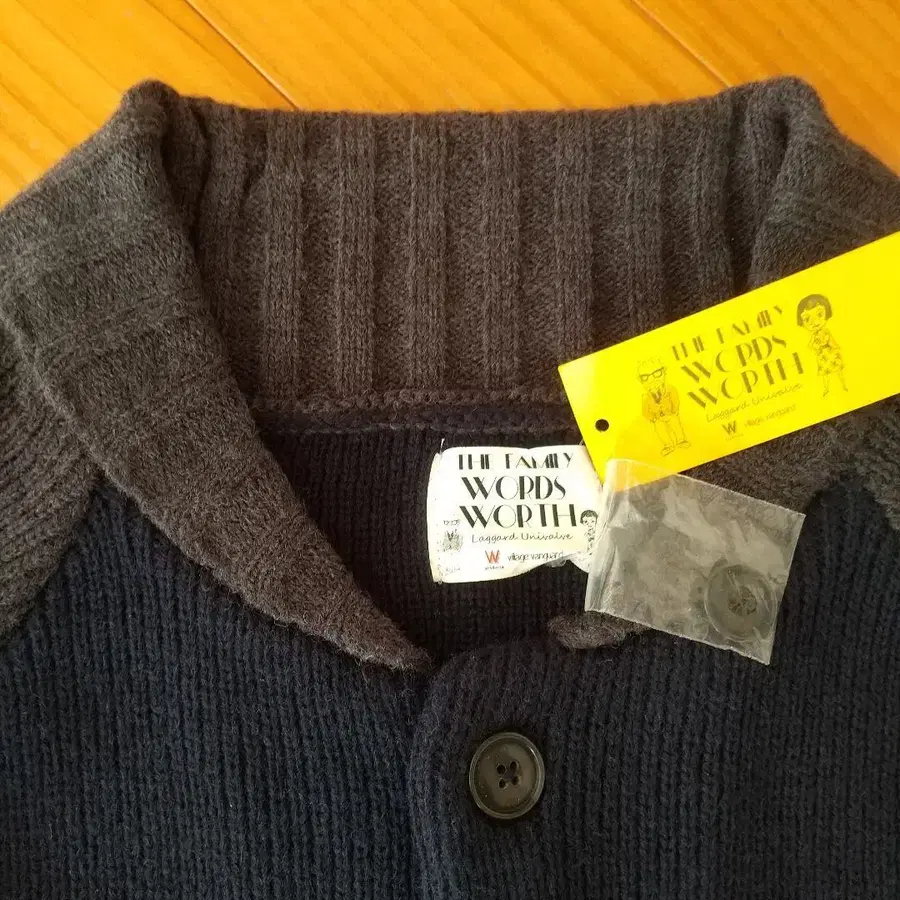 THE FAMILY
WORDS
WORTH
Laggard Univalve
W village vanguard
THE FAMILY
WORDS
WORTH
Laggard Univalve
W village vanguard